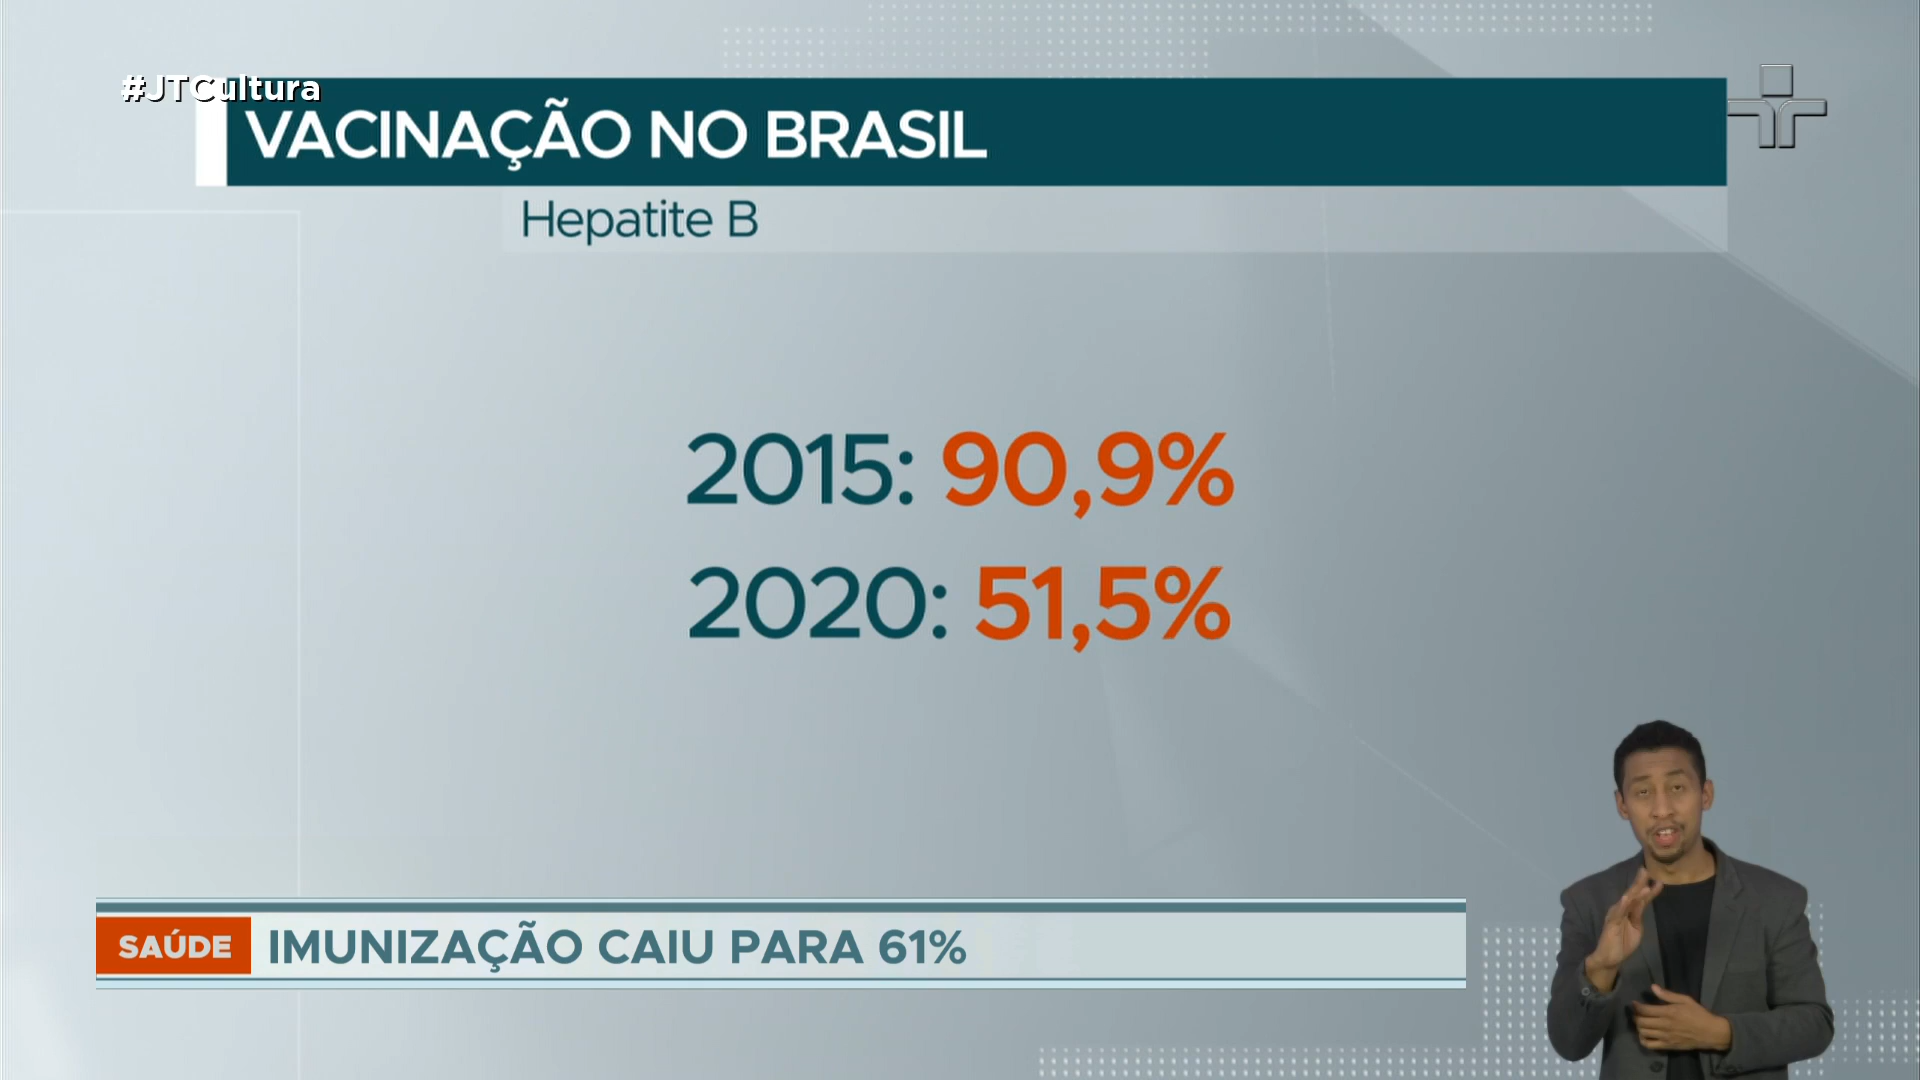 #JTCultura
VACINAÇÃO NO BRASIL
Hepatite B
2015: 90,9%
2020: 51,5%
SAÚDE IMUNIZAÇÃO CAIU PARA 61%